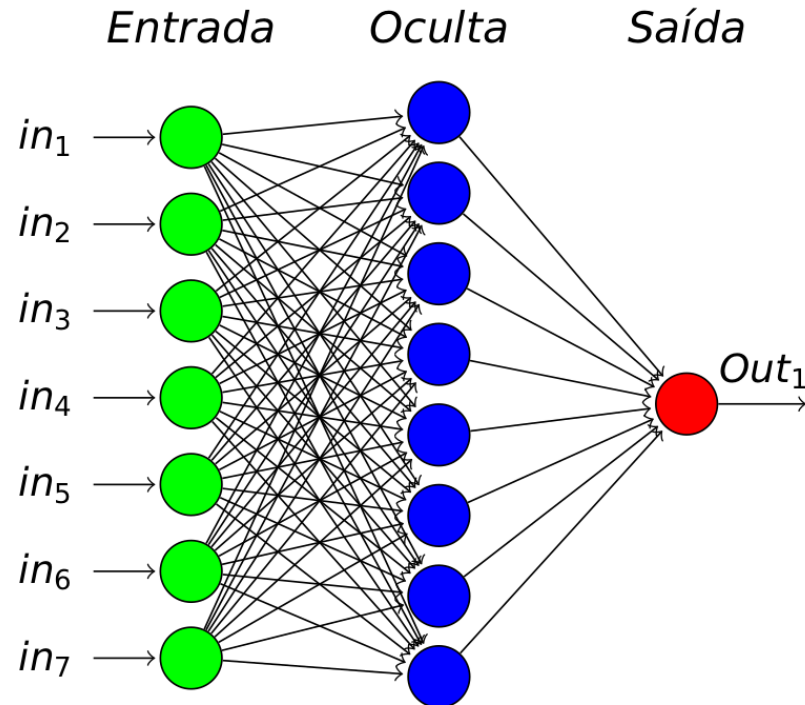 Entrada Oculta Saída
in₁
in₂
in₃
in₄
Out₁
in₅
in₆
in₇